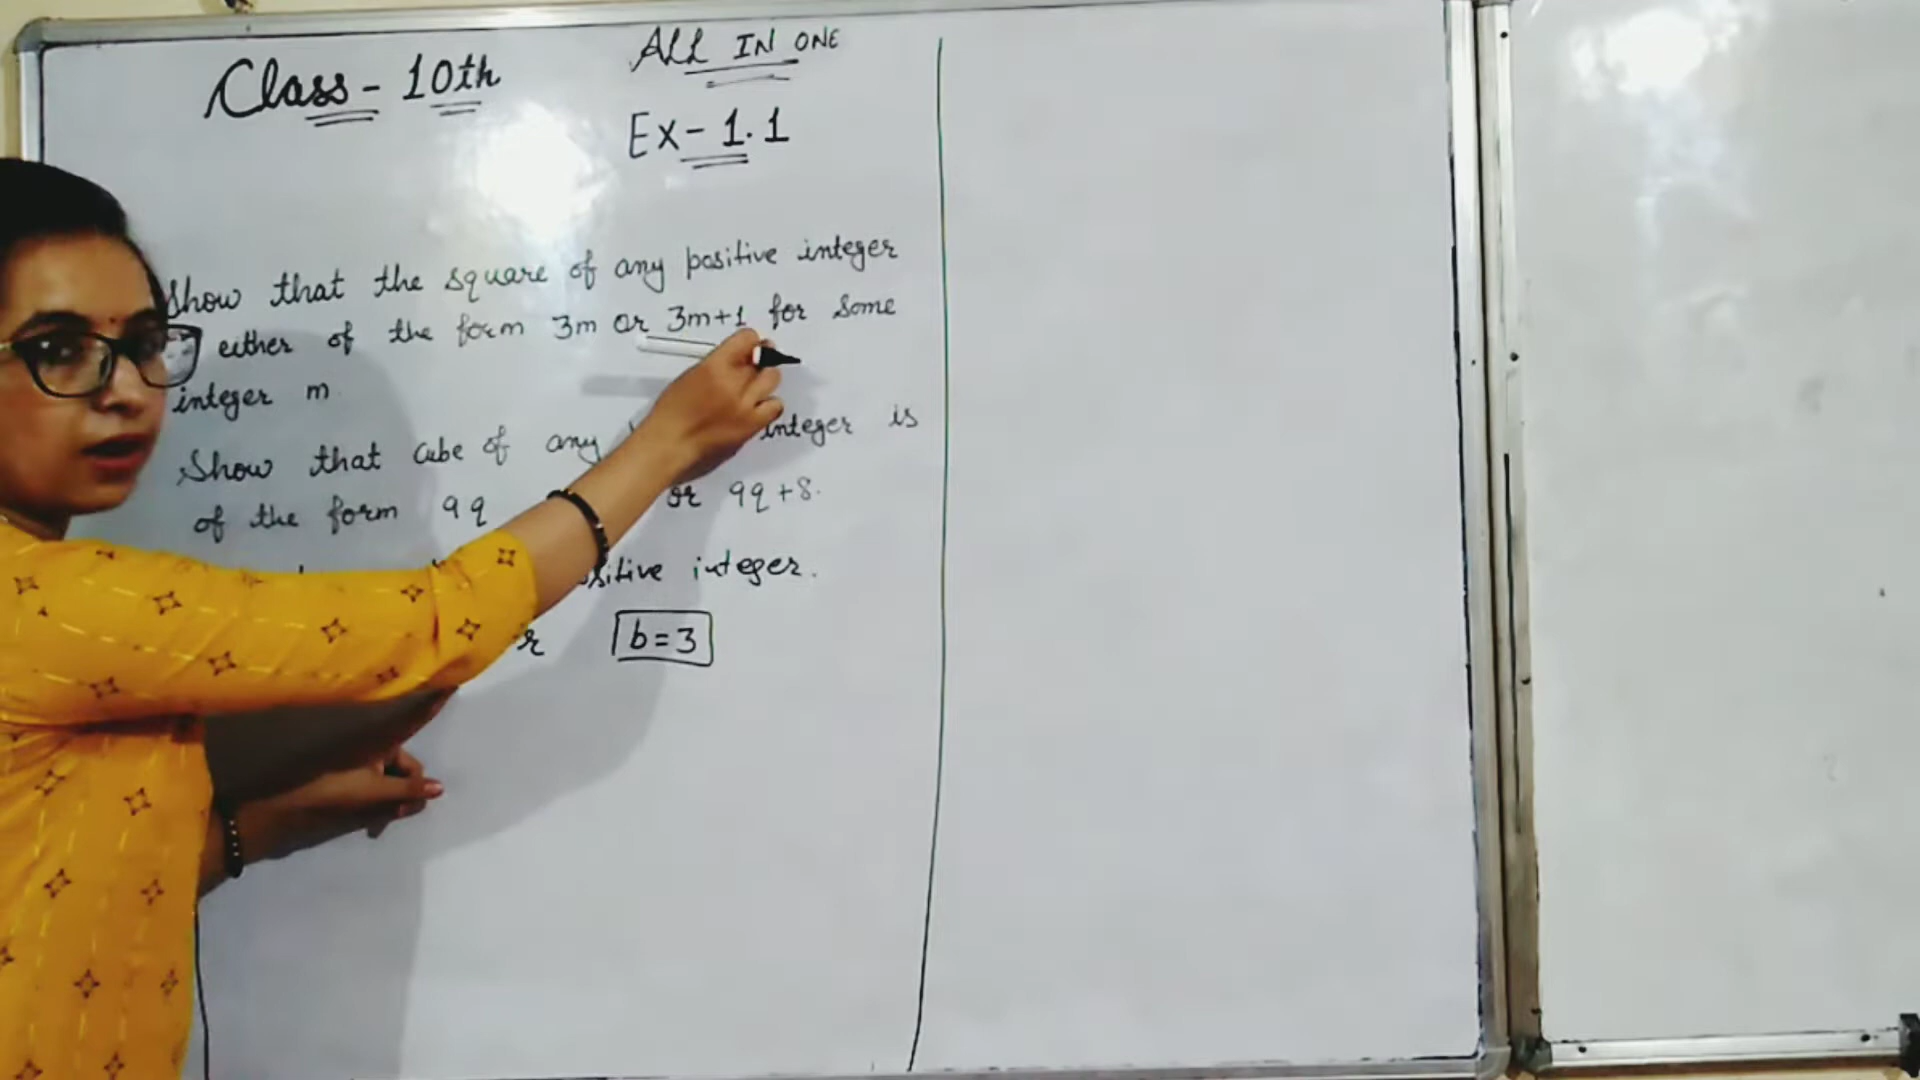 Class - 10th
ALL IN ONE
Ex - 1.1
Show that the square of any positive integer
either of the form 3m or 3m+1 for some
integer m
Show that cube of any integer is
of the form 9q or 9q+8.
integer.
r b=3